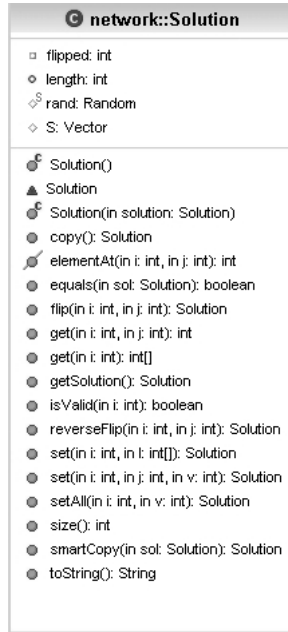 C network::Solution
flipped: int
length: int
S rand: Random
S: Vector
C Solution()
Solution
C Solution(in solution: Solution)
copy(): Solution
elementAt(in i: int, in j: int): int
equals(in sol: Solution): boolean
flip(in i: int, in j: int): Solution
get(in i: int, in j: int): int
get(in i: int): int[]
getSolution(): Solution
isValid(in i: int): boolean
reverseFlip(in i: int, in j: int): Solution
set(in i: int, in l: int[]): Solution
set(in i: int, in j: int, in v: int): Solution
setAll(in i: int, in v: int): Solution
size(): int
smartCopy(in sol: Solution): Solution
toString(): String